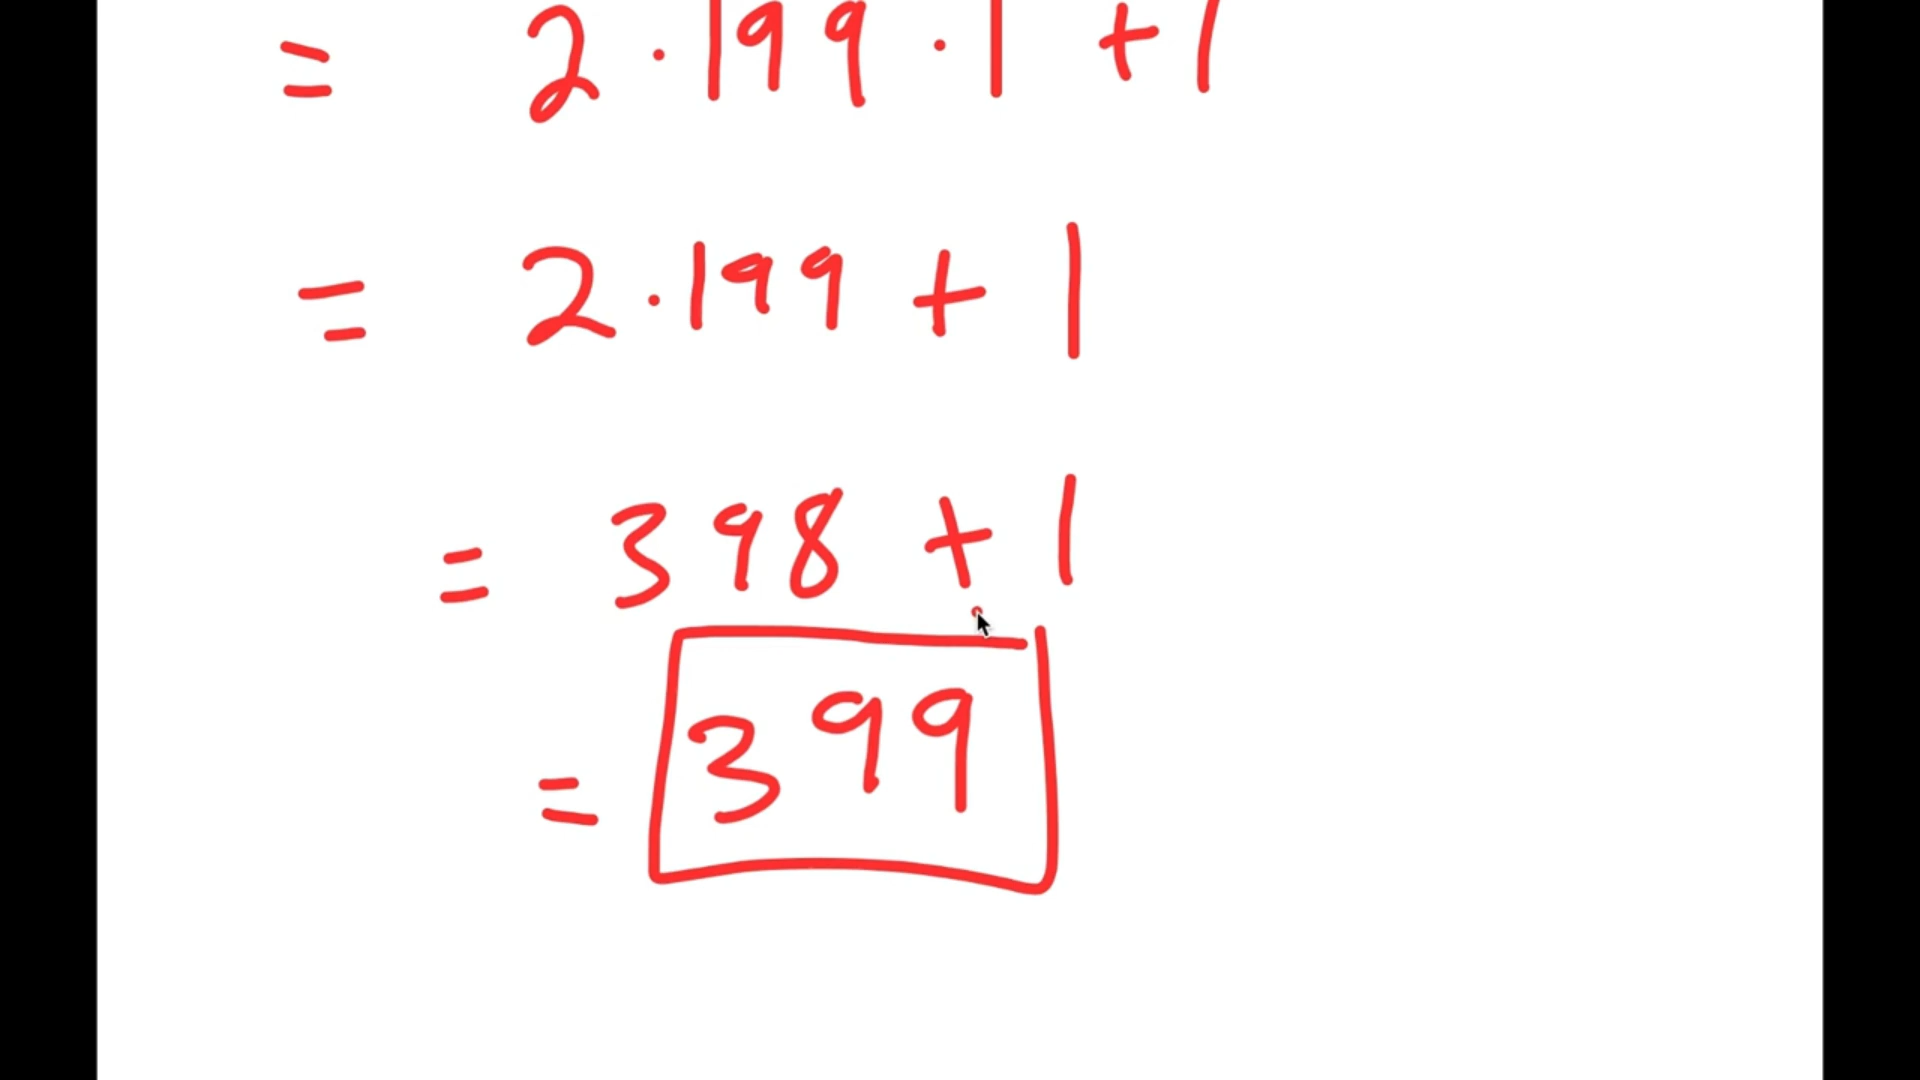 = 2 · 199 · 1 + 1
= 2 · 199 + 1
= 398 + 1
= 399